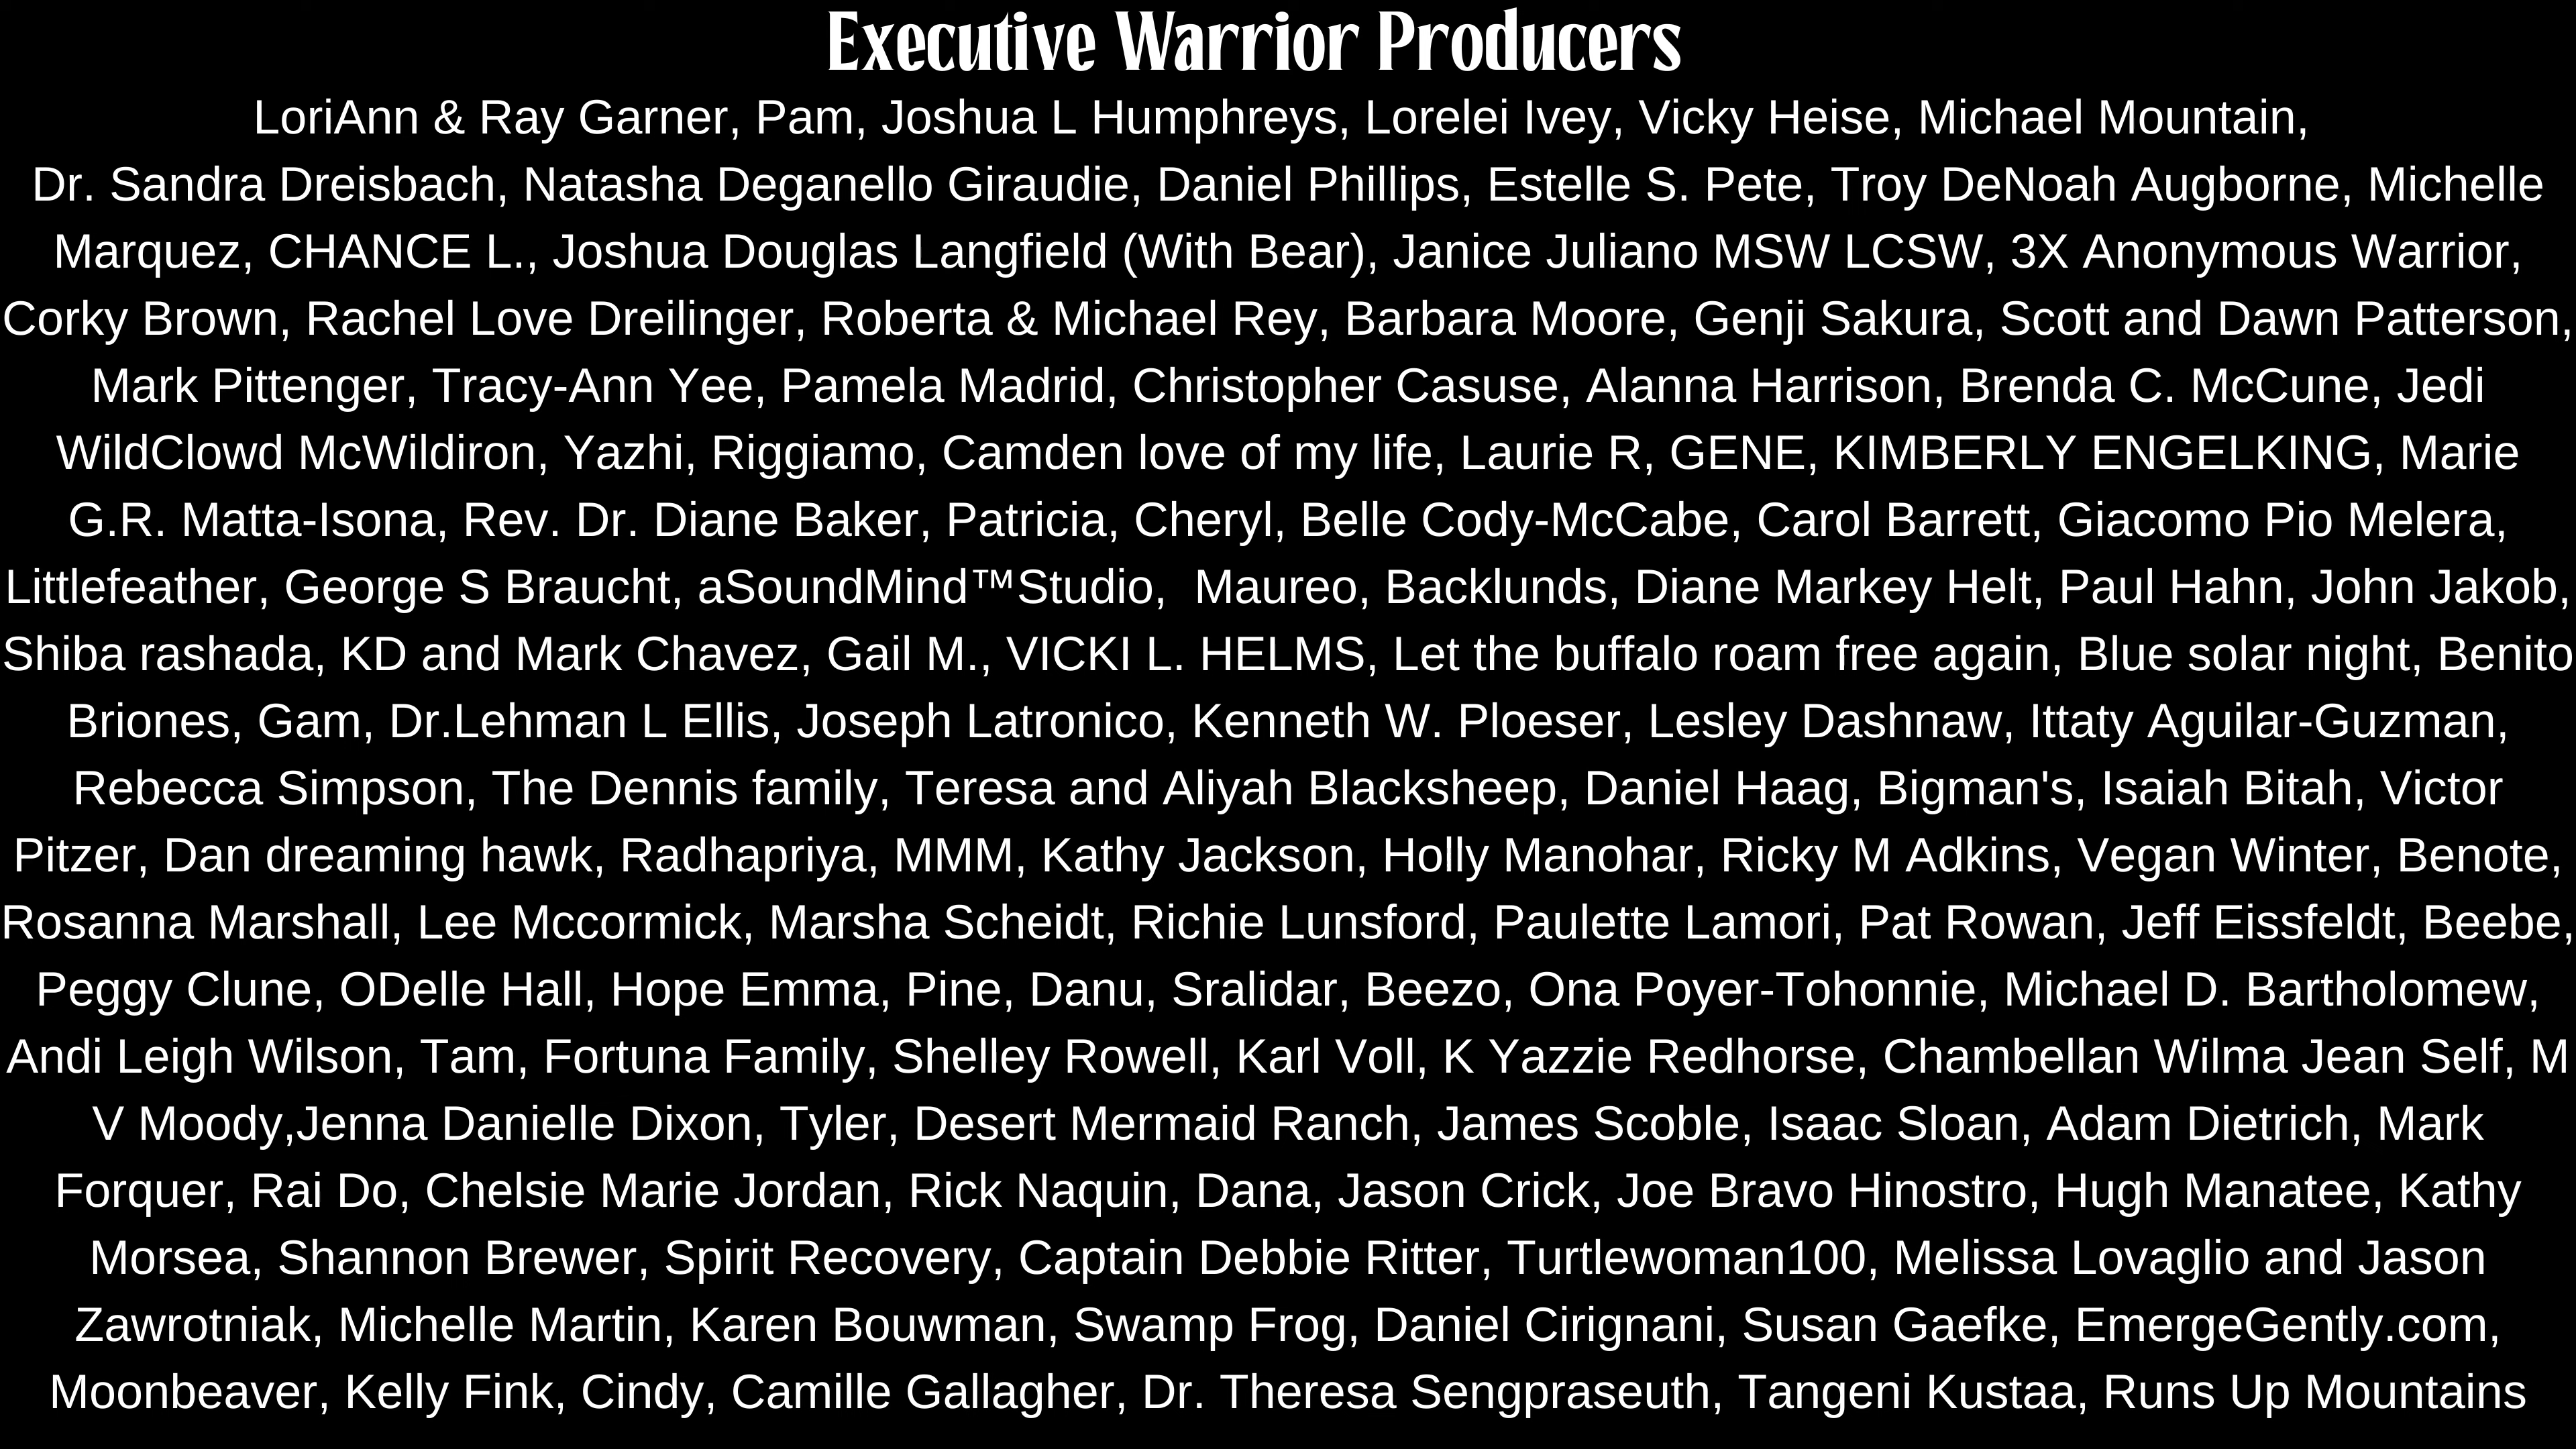 Executive Warrior Producers
LoriAnn & Ray Garner, Pam, Joshua L Humphreys, Lorelei Ivey, Vicky Heise, Michael Mountain,
Dr. Sandra Dreisbach, Natasha Deganello Giraudie, Daniel Phillips, Estelle S. Pete, Troy DeNoah Augborne, Michelle
Marquez, CHANCE L., Joshua Douglas Langfield (With Bear), Janice Juliano MSW LCSW, 3X Anonymous Warrior,
Corky Brown, Rachel Love Dreilinger, Roberta & Michael Rey, Barbara Moore, Genji Sakura, Scott and Dawn Patterson,
Mark Pittenger, Tracy-Ann Yee, Pamela Madrid, Christopher Casuse, Alanna Harrison, Brenda C. McCune, Jedi
WildClowd McWildiron, Yazhi, Riggiamo, Camden love of my life, Laurie R, GENE, KIMBERLY ENGELKING, Marie
G.R. Matta-Isona, Rev. Dr. Diane Baker, Patricia, Cheryl, Belle Cody-McCabe, Carol Barrett, Giacomo Pio Melera,
Littlefeather, George S Braucht, aSoundMind™Studio,  Maureo, Backlunds, Diane Markey Helt, Paul Hahn, John Jakob,
Shiba rashada, KD and Mark Chavez, Gail M., VICKI L. HELMS, Let the buffalo roam free again, Blue solar night, Benito
Briones, Gam, Dr.Lehman L Ellis, Joseph Latronico, Kenneth W. Ploeser, Lesley Dashnaw, Ittaty Aguilar-Guzman,
Rebecca Simpson, The Dennis family, Teresa and Aliyah Blacksheep, Daniel Haag, Bigman's, Isaiah Bitah, Victor
Pitzer, Dan dreaming hawk, Radhapriya, MMM, Kathy Jackson, Holly Manohar, Ricky M Adkins, Vegan Winter, Benote,
Rosanna Marshall, Lee Mccormick, Marsha Scheidt, Richie Lunsford, Paulette Lamori, Pat Rowan, Jeff Eissfeldt, Beebe,
Peggy Clune, ODelle Hall, Hope Emma, Pine, Danu, Sralidar, Beezo, Ona Poyer-Tohonnie, Michael D. Bartholomew,
Andi Leigh Wilson, Tam, Fortuna Family, Shelley Rowell, Karl Voll, K Yazzie Redhorse, Chambellan Wilma Jean Self, M
V Moody,Jenna Danielle Dixon, Tyler, Desert Mermaid Ranch, James Scoble, Isaac Sloan, Adam Dietrich, Mark
Forquer, Rai Do, Chelsie Marie Jordan, Rick Naquin, Dana, Jason Crick, Joe Bravo Hinostro, Hugh Manatee, Kathy
Morsea, Shannon Brewer, Spirit Recovery, Captain Debbie Ritter, Turtlewoman100, Melissa Lovaglio and Jason
Zawrotniak, Michelle Martin, Karen Bouwman, Swamp Frog, Daniel Cirignani, Susan Gaefke, EmergeGently.com,
Moonbeaver, Kelly Fink, Cindy, Camille Gallagher, Dr. Theresa Sengpraseuth, Tangeni Kustaa, Runs Up Mountains